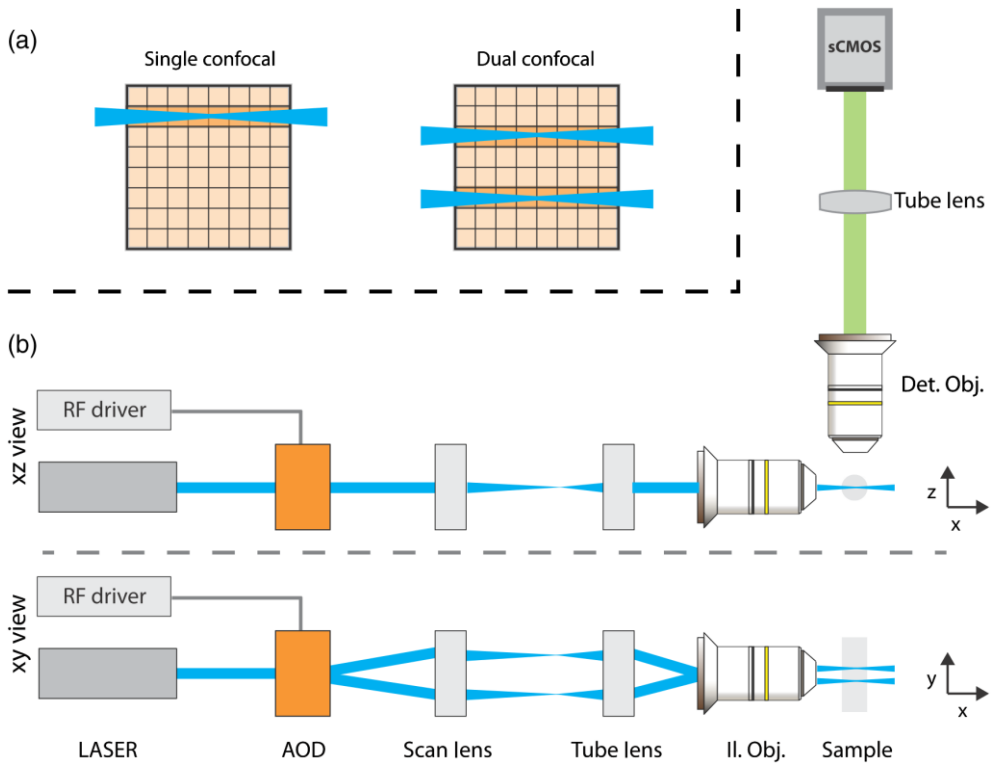 (a)
Single confocal
Dual confocal
sCMOS
Tube lens
Det. Obj.
(b)
xz view
RF driver
z
x
xy view
RF driver
y
x
LASER
AOD
Scan lens
Tube lens
Il. Obj.
Sample